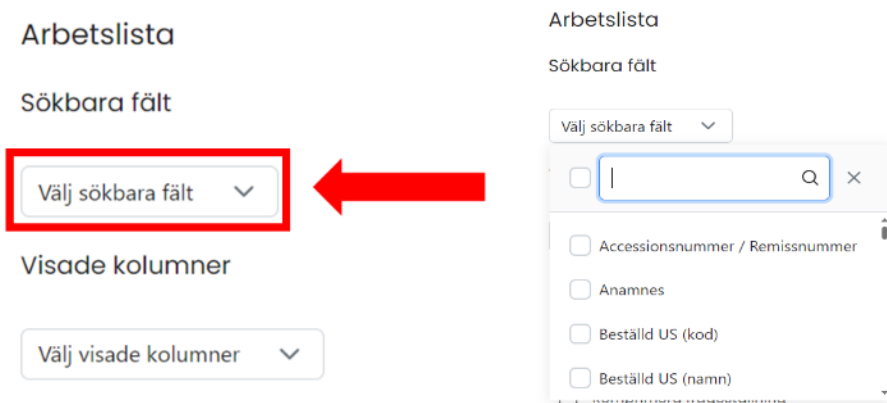 Arbetslista
Sökbara fält
Välj sökbara fält
Visade kolumner
Välj visade kolumner
Arbetslista
Sökbara fält
Välj sökbara fält
Accessionsnummer / Remissnummer
Anamnes
Beställd US (kod)
Beställd US (namn)